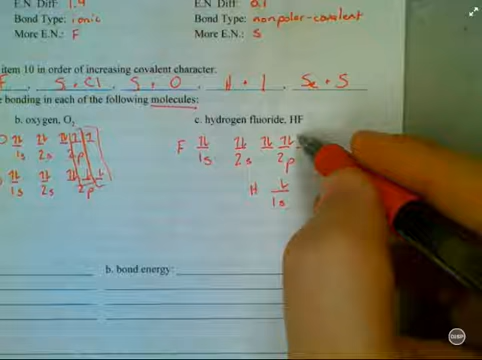 E.N Diff: 1.9 E.N Diff: 0.1
Bond Type: ionic Bond Type: nonpolar-covalent
More E.N.: F More E.N.: S
item 10 in order of increasing covalent character.
F S + Cl S + O H + I Se + S
e bonding in each of the following molecules:
b. oxygen, O₂ c. hydrogen fluoride, HF
O F
1s 2s 2p 1s 2s 2p
H
1s 2s 2p 1s
b. bond energy: